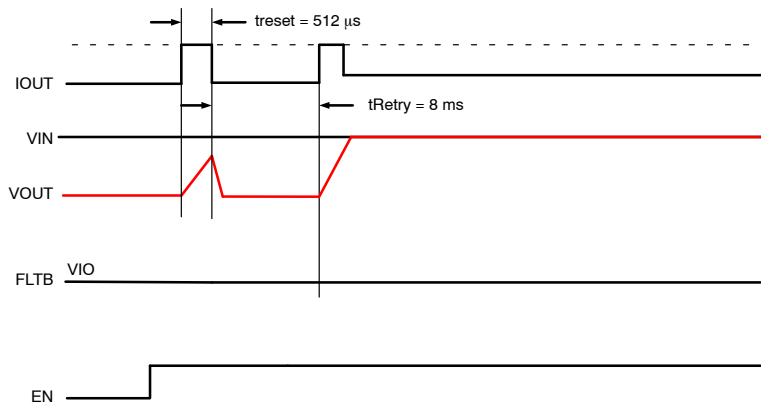 treset = 512 μs
IOUT
tRetry = 8 ms
VIN
VOUT
VIO
FLTB
EN